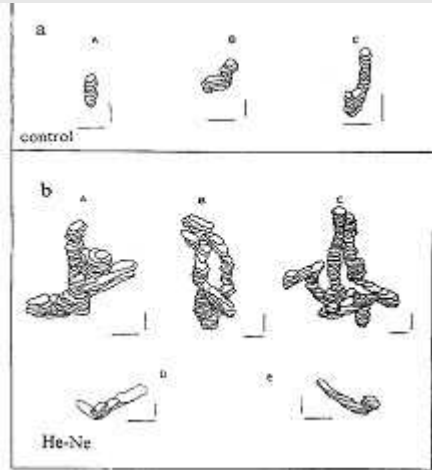 a
A B C
control
b
A B C
D e
He-Ne